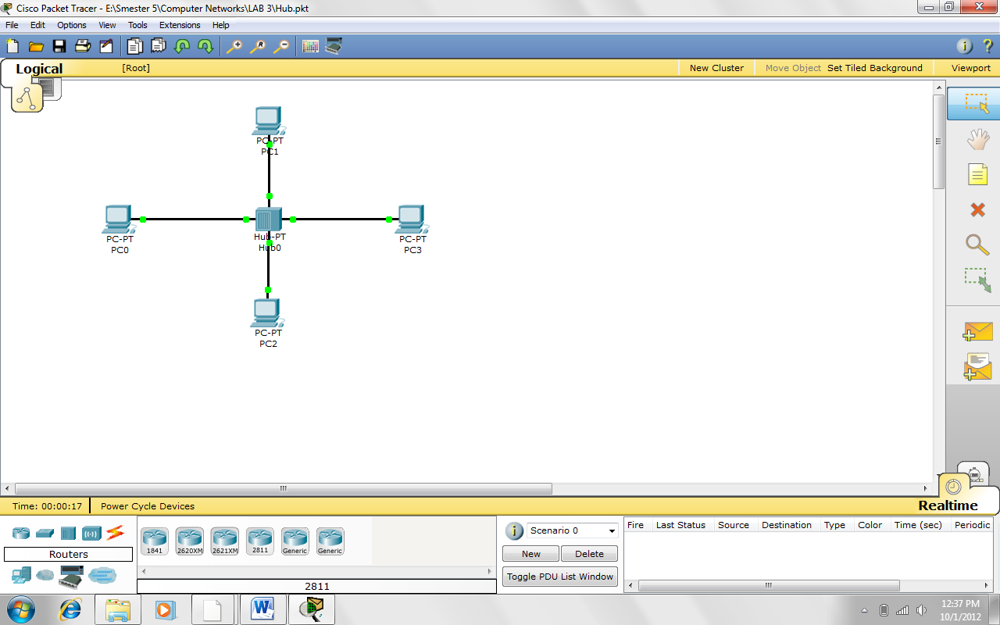 Cisco Packet Tracer - E:\Smester 5\Computer Networks\LAB 3\Hub.pkt
File Edit Options View Tools Extensions Help
Logical [Root] New Cluster Move Object Set Tiled Background Viewport
PC-PT
PC1
PC-PT
PC0
Hub-PT
Hub0
PC-PT
PC3
PC-PT
PC2
Time: 00:00:17 Power Cycle Devices Realtime
Routers
1841 2620XM 2621XM 2811 Generic Generic
2811
Scenario 0
New Delete
Toggle PDU List Window
Fire Last Status Source Destination Type Color Time (sec) Periodic
12:37 PM
10/1/2012